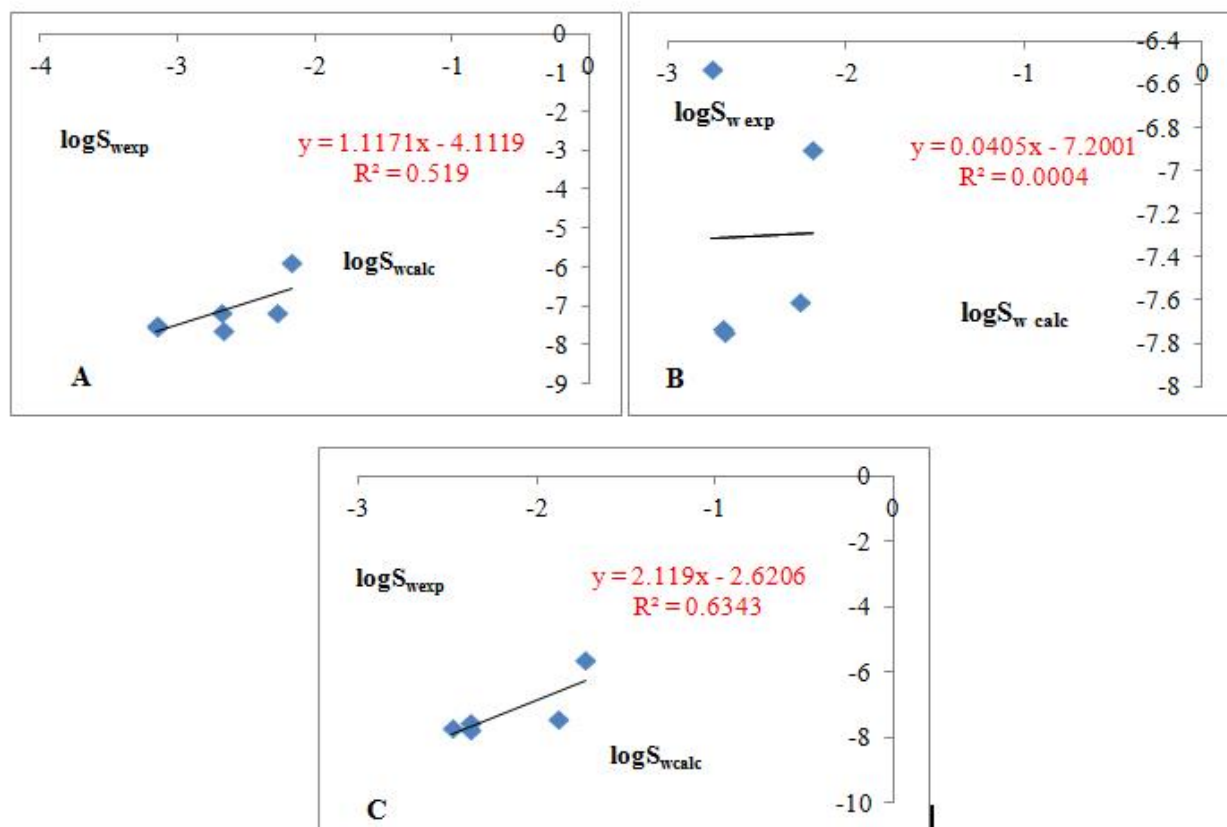 -4 -3 -2 -1 0
0
-1
-2
-3
-4
-5
-6
-7
-8
-9
logSwexp
y = 1.1171x - 4.1119
R² = 0.519
logSwcalc
A
-3 -2 -1 0
-6.4
-6.6
-6.8
-7
-7.2
-7.4
-7.6
-7.8
-8
logSw exp
y = 0.0405x - 7.2001
R² = 0.0004
logSw calc
B
-3 -2 -1 0
0
-2
-4
-6
-8
-10
logSwexp
y = 2.119x - 2.6206
R² = 0.6343
logSwcalc
C